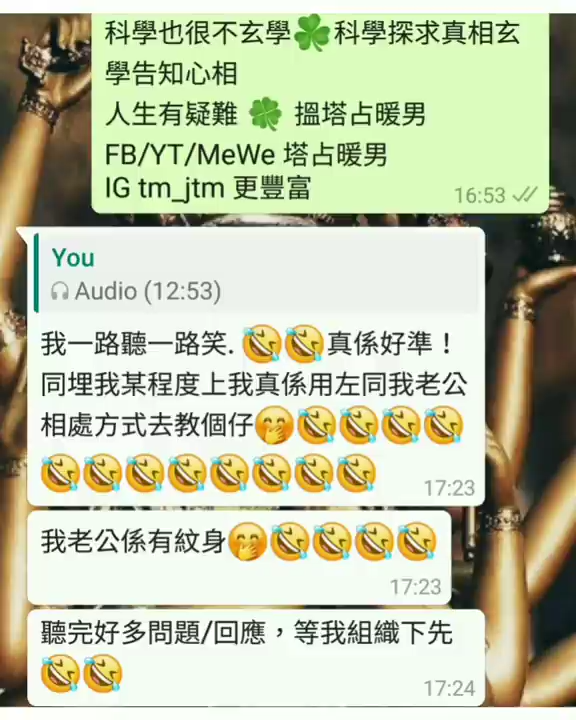 科學也很不玄學🍀科學探求真相玄
學告知心相
人生有疑難 🍀 搵塔占暖男
FB/YT/MeWe 塔占暖男
IG tm_jtm 更豐富
16:53
You
Audio (12:53)
我一路聽一路笑. 🤣🤣真係好準！
同埋我某程度上我真係用左同我老公
相處方式去教個仔🤭🤣🤣🤣🤣
🤣🤣🤣🤣🤣🤣🤣🤣
17:23
我老公係有紋身🤭🤣🤣🤣🤣
17:23
聽完好多問題/回應，等我組織下先
🤣🤣
17:24